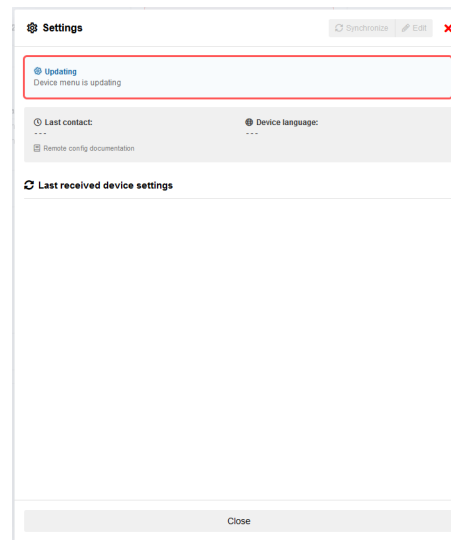 Settings
Synchronize
Edit
Updating
Device menu is updating
Last contact:
Device language:
---
---
Remote config documentation
Last received device settings
Close